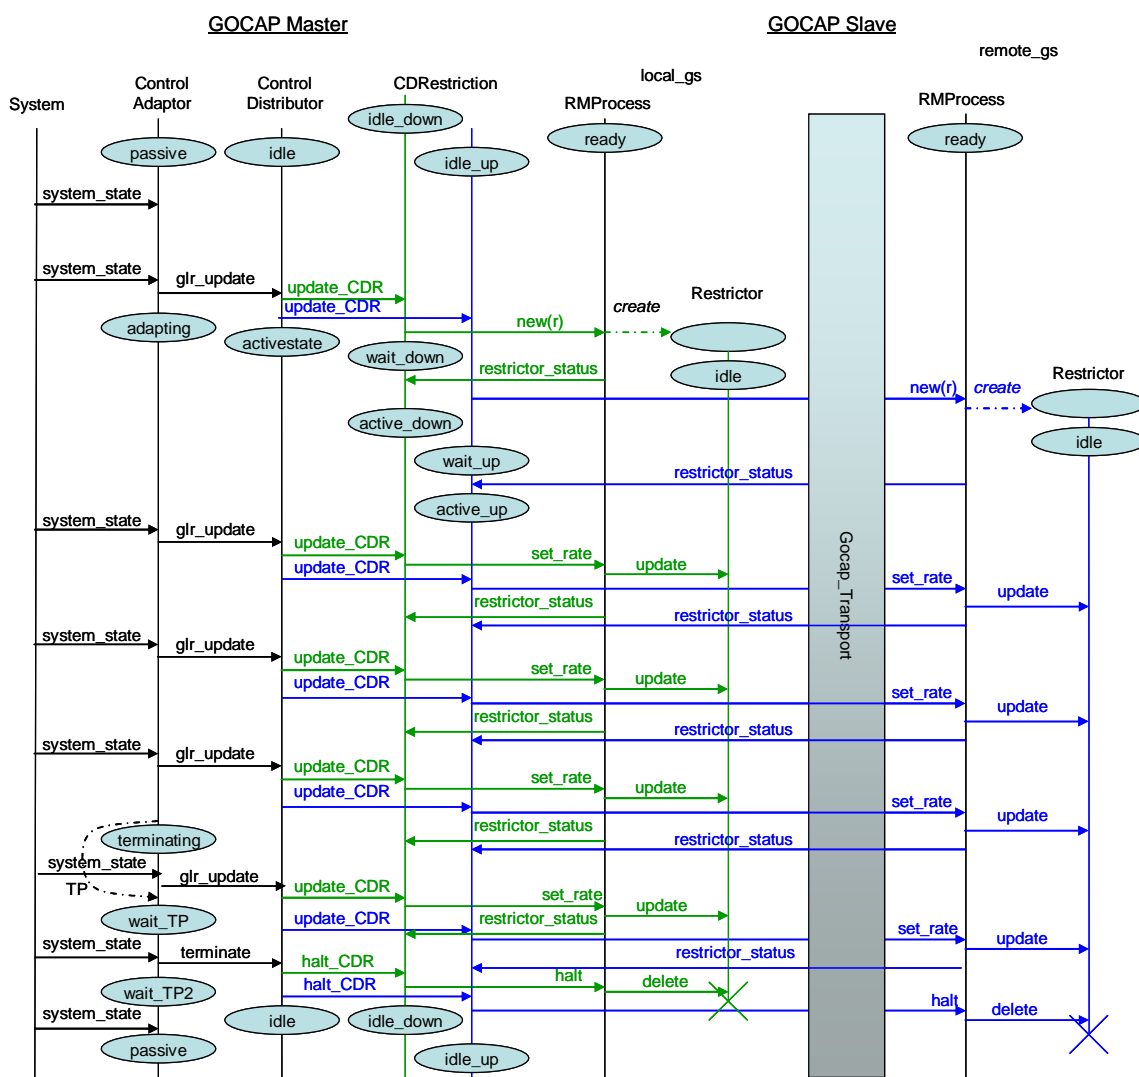 GOCAP Master
GOCAP Slave
remote_gs
local_gs
Control
Adaptor
Control
Distributor
CDRestriction
System
RMProcess
RMProcess
idle_down
passive
idle
idle_up
ready
ready
system_state
system_state
glr_update
update_CDR
update_CDR
Restrictor
create
new(r)
adapting
activestate
wait_down
restrictor_status
idle
new(r)
create
Restrictor
active_down
idle
wait_up
restrictor_status
active_up
system_state
glr_update
update_CDR
set_rate
update_CDR
update
set_rate
update
restrictor_status
restrictor_status
Gocap_Transport
system_state
glr_update
update_CDR
set_rate
update_CDR
update
set_rate
update
restrictor_status
restrictor_status
system_state
glr_update
update_CDR
set_rate
update_CDR
update
set_rate
update
restrictor_status
restrictor_status
terminating
system_state
glr_update
TP
update_CDR
set_rate
update
wait_TP
update_CDR
restrictor_status
set_rate
update
system_state
terminate
restrictor_status
halt_CDR
halt
delete
wait_TP2
halt_CDR
halt
delete
system_state
idle
idle_down
passive
idle_up